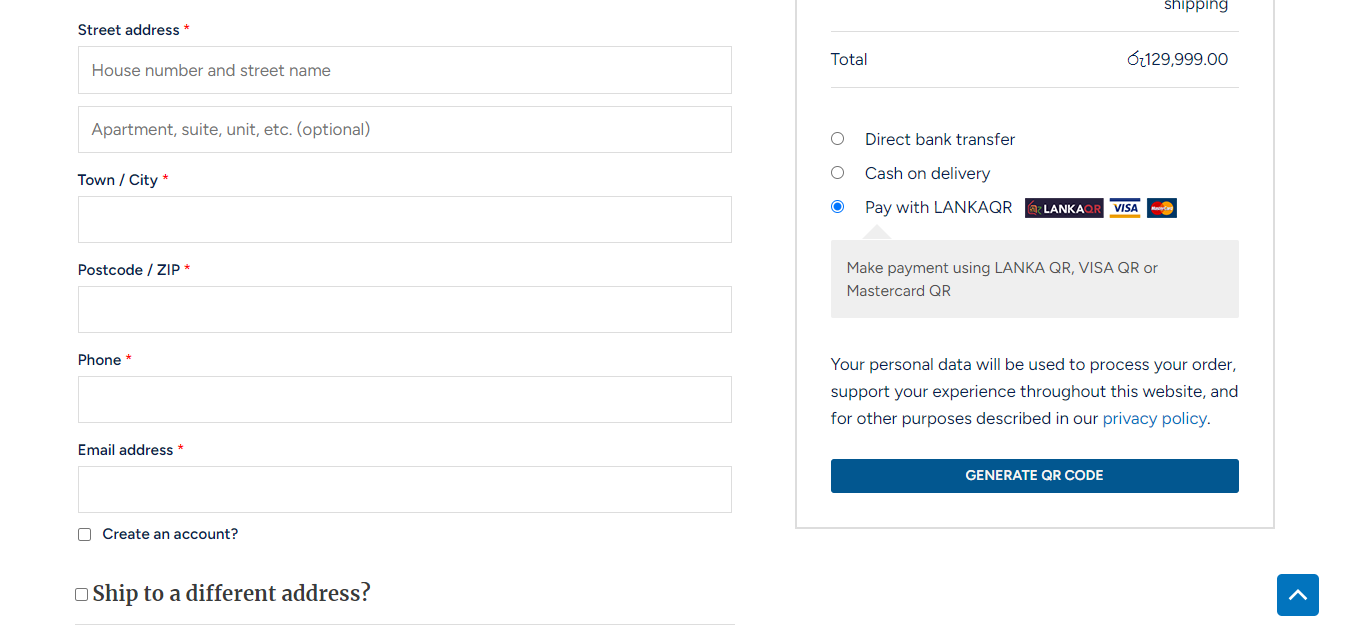 Street address *
House number and street name
Apartment, suite, unit, etc. (optional)
Town / City *
Postcode / ZIP *
Phone *
Email address *
Create an account?
Ship to a different address?
shipping
Total රු129,999.00
Direct bank transfer
Cash on delivery
Pay with LANKAQR LANKAQR VISA MasterCard
Make payment using LANKA QR, VISA QR or
Mastercard QR
Your personal data will be used to process your order,
support your experience throughout this website, and
for other purposes described in our privacy policy.
GENERATE QR CODE